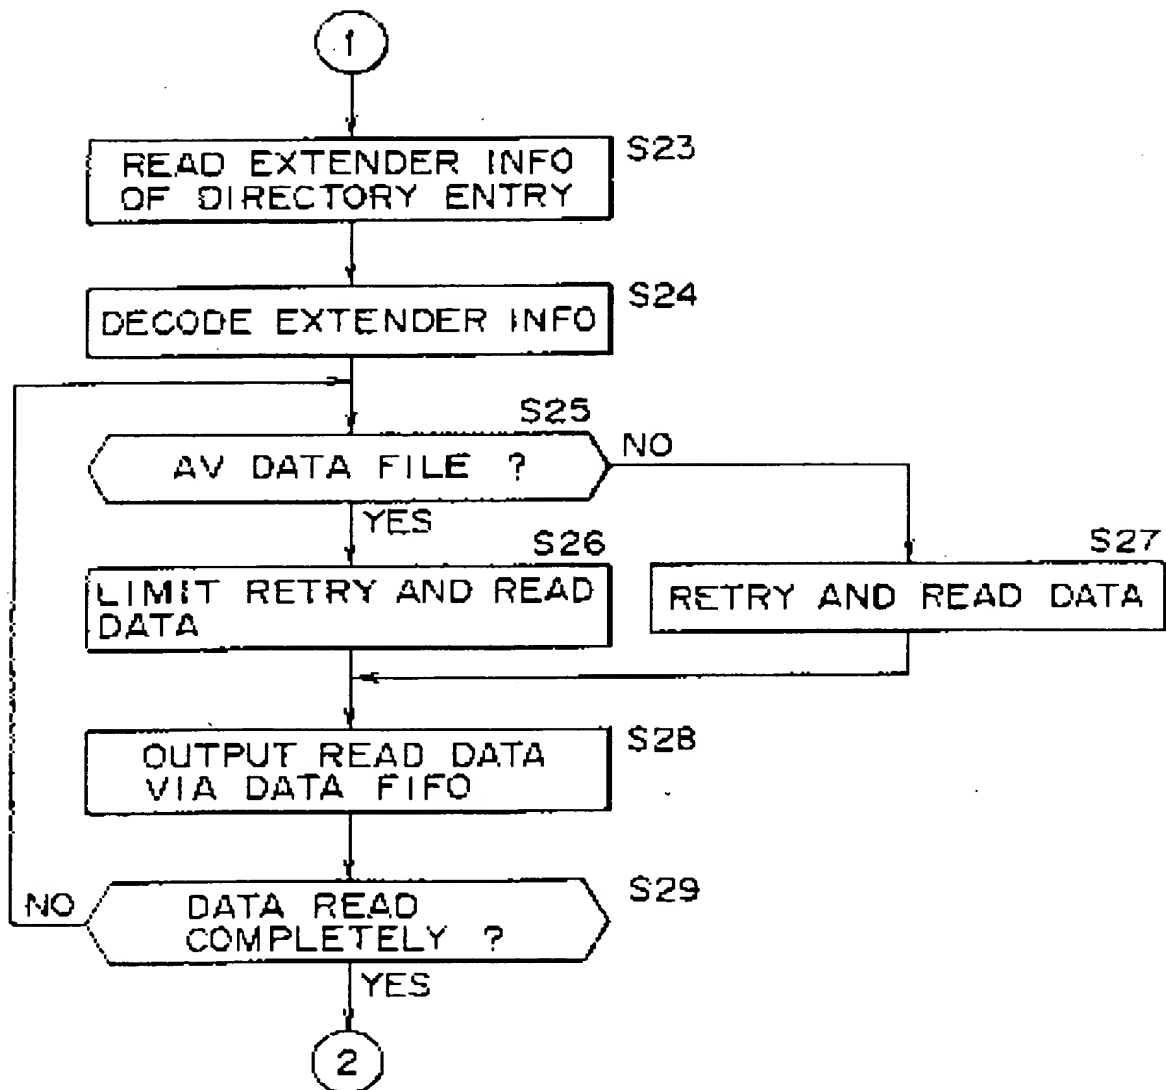 1
S23
READ EXTENDER INFO
OF DIRECTORY ENTRY
S24
DECODE EXTENDER INFO
S25
AV DATA FILE ?
NO
YES
S26
S27
LIMIT RETRY AND READ
DATA
RETRY AND READ DATA
S28
OUTPUT READ DATA
VIA DATA FIFO
S29
NO
DATA READ
COMPLETELY ?
YES
2